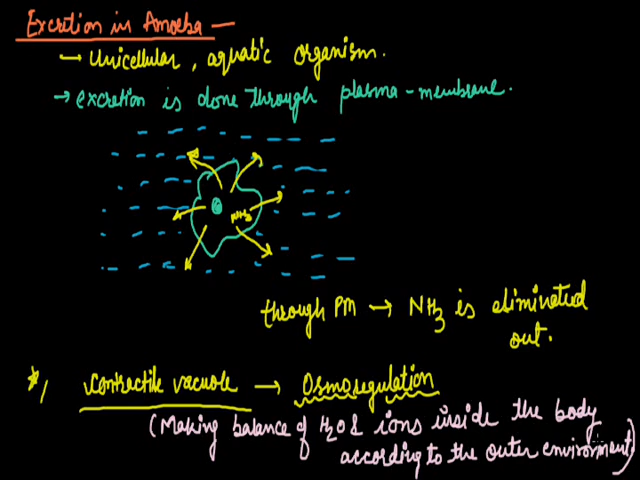 Excretion in Amoeba —
→ Unicellular, aquatic organism.
→ excretion is done through plasma-membrane.
NH3
through PM → NH3 is eliminated
out.
*, Contractile vacuole → Osmoregulation
(Making balance of H2O & ions inside the body
according to the outer environment)